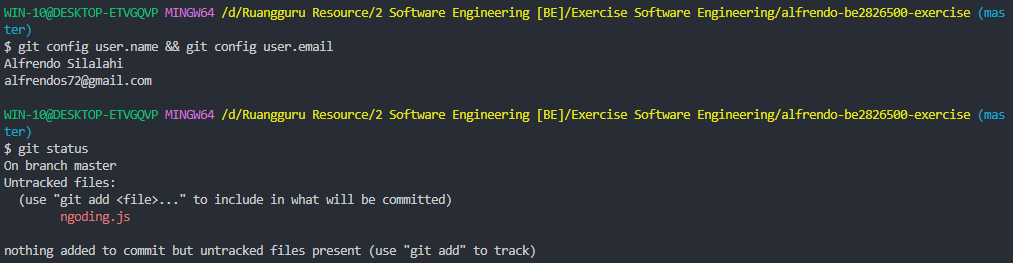 WIN-10@DESKTOP-ETVGQVP MINGW64 /d/Ruangguru Resource/2 Software Engineering [BE]/Exercise Software Engineering/alfrendo-be2826500-exercise (mas
ter)
$ git config user.name && git config user.email
Alfrendo Silalahi
alfrendos72@gmail.com
WIN-10@DESKTOP-ETVGQVP MINGW64 /d/Ruangguru Resource/2 Software Engineering [BE]/Exercise Software Engineering/alfrendo-be2826500-exercise (mas
ter)
$ git status
On branch master
Untracked files:
  (use "git add <file>..." to include in what will be committed)
        ngoding.js
nothing added to commit but untracked files present (use "git add" to track)